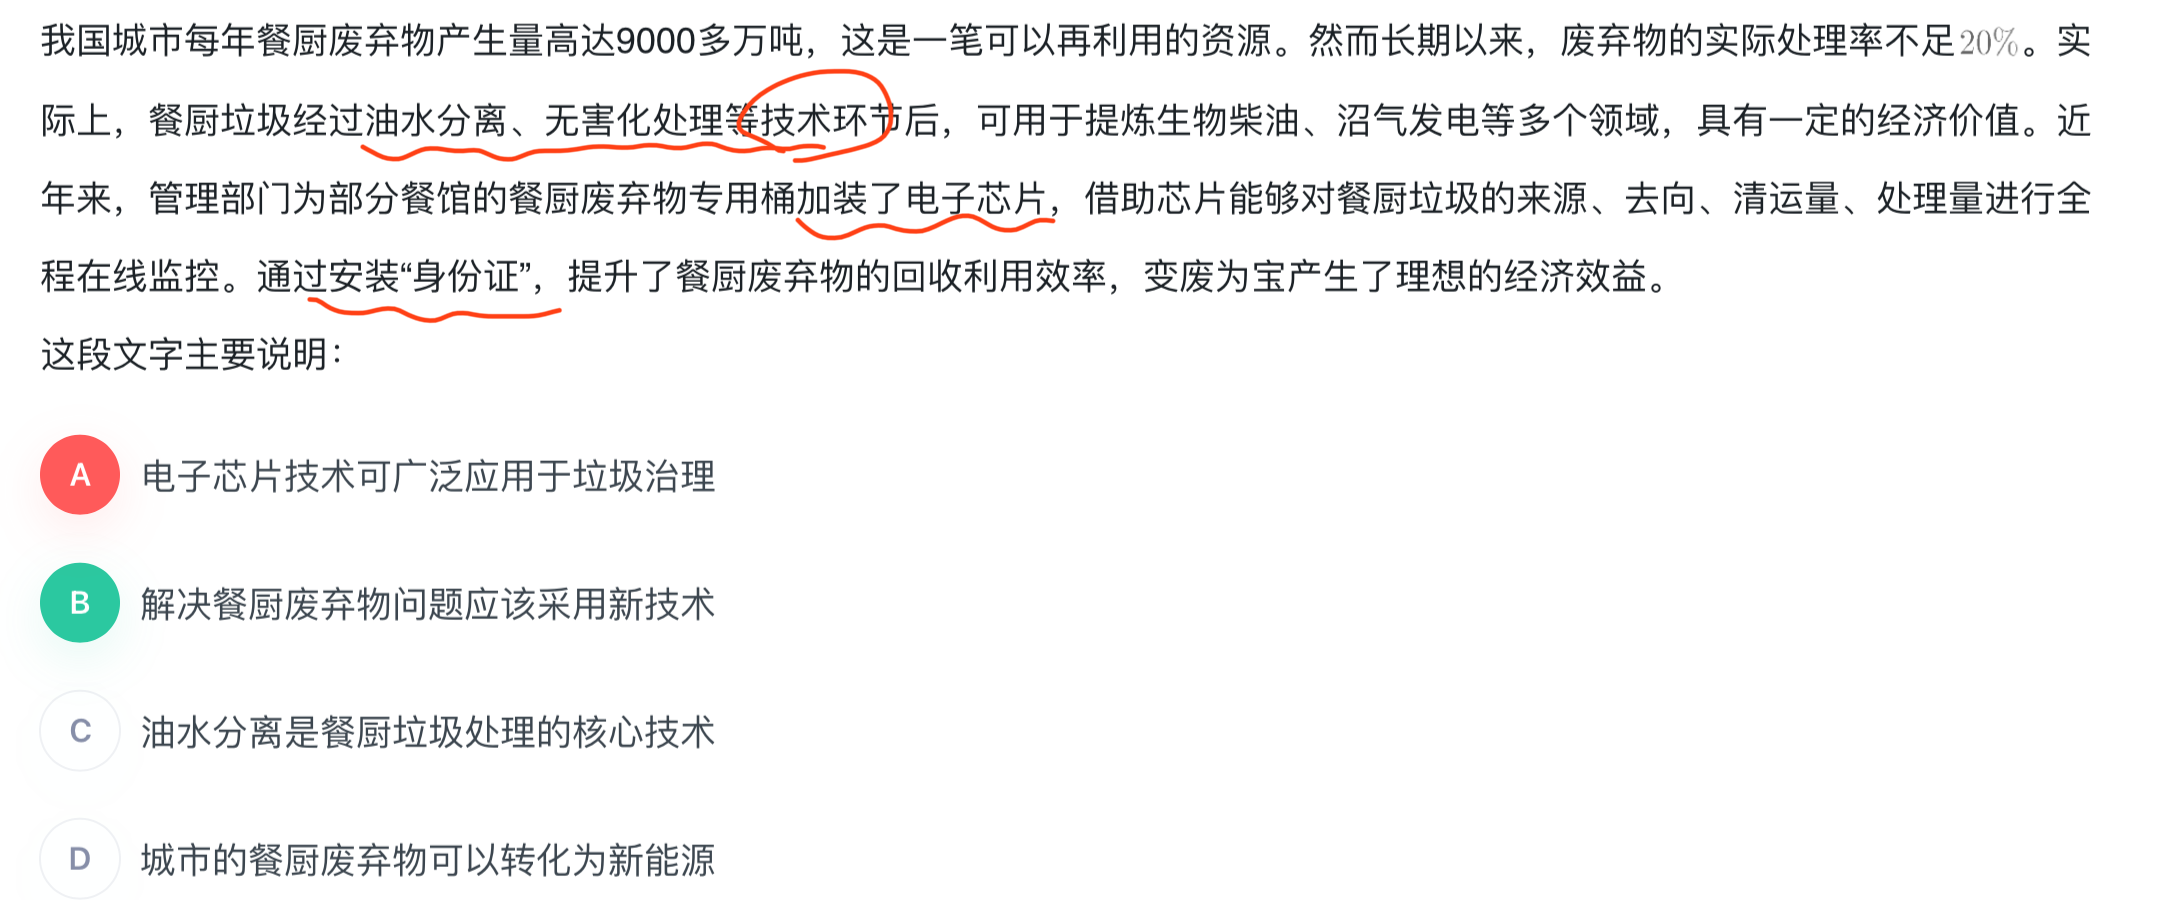 我国城市每年餐厨废弃物产生量高达9000多万吨，这是一笔可以再利用的资源。然而长期以来，废弃物的实际处理率不足20%。实
际上，餐厨垃圾经过油水分离、无害化处理等技术环节后，可用于提炼生物柴油、沼气发电等多个领域，具有一定的经济价值。近
年来，管理部门为部分餐馆的餐厨废弃物专用桶加装了电子芯片，借助芯片能够对餐厨垃圾的来源、去向、清运量、处理量进行全
程在线监控。通过安装“身份证”，提升了餐厨废弃物的回收利用效率，变废为宝产生了理想的经济效益。
这段文字主要说明：
A 电子芯片技术可广泛应用于垃圾治理
B 解决餐厨废弃物问题应该采用新技术
C 油水分离是餐厨垃圾处理的核心技术
D 城市的餐厨废弃物可以转化为新能源